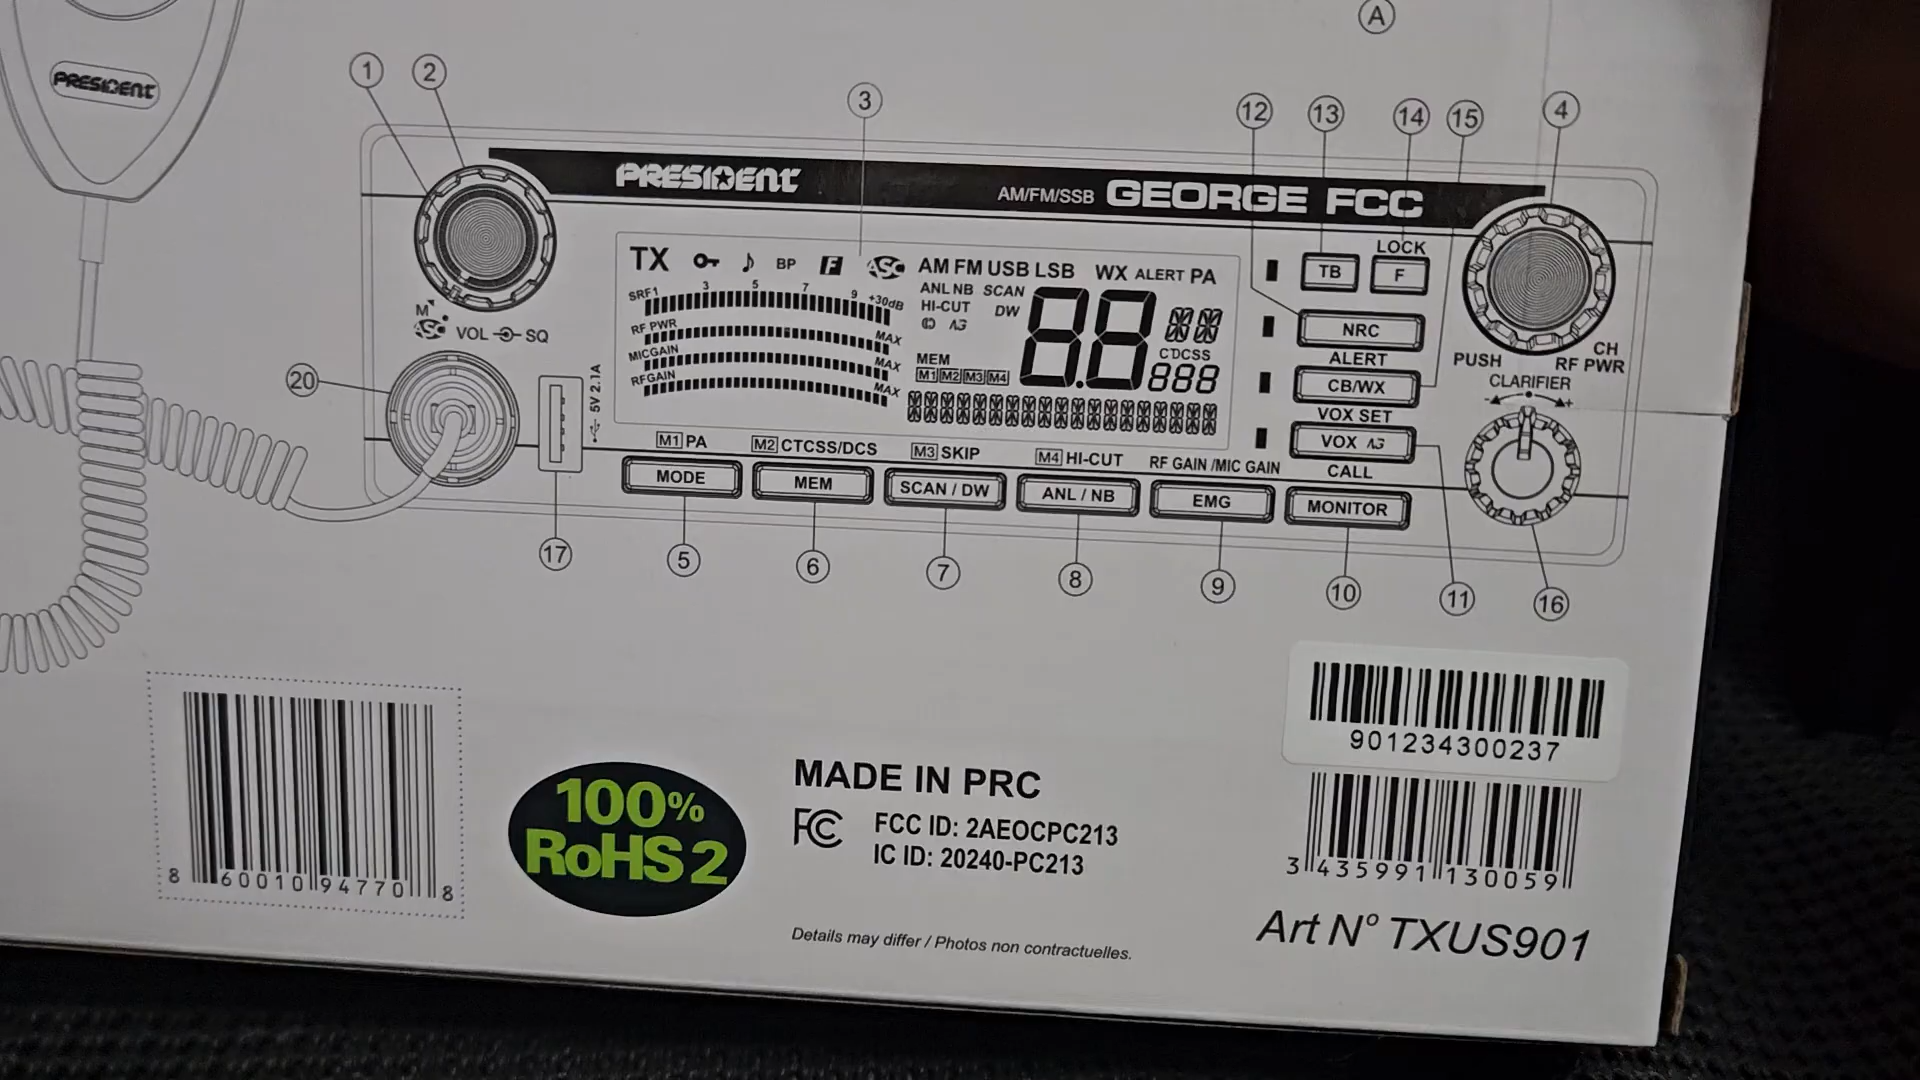 A
PRESIDENT
1 2 3 12 13 14 15 4
PRESIDENT AM/FM/SSB GEORGE FCC
TX BP F ASC AM FM USB LSB WX ALERT PA
SRF1 3 5 7 9 +30dB
RF PWR MAX
MICGAIN MAX
RFGAIN MAX
ANL NB SCAN
HI-CUT DW
MEM
M1 M2 M3 M4
8.8
CDCSS
888
LOCK
TB F
NRC
ALERT
CB/WX
VOX SET
VOX
CALL
MONITOR
PUSH CH
RF PWR
CLARIFIER
- +
M
ASC VOL SQ
20
5V 2.1A
M1 PA M2 CTCSS/DCS M3 SKIP M4 HI-CUT RF GAIN /MIC GAIN
MODE MEM SCAN / DW ANL / NB EMG
17 5 6 7 8 9 10 11 16
8 60010 94770 8
100%
RoHS 2
MADE IN PRC
FC FCC ID: 2AEOCPC213
IC ID: 20240-PC213
Details may differ / Photos non contractuelles.
901234300237
3 435991 130059
Art N° TXUS901